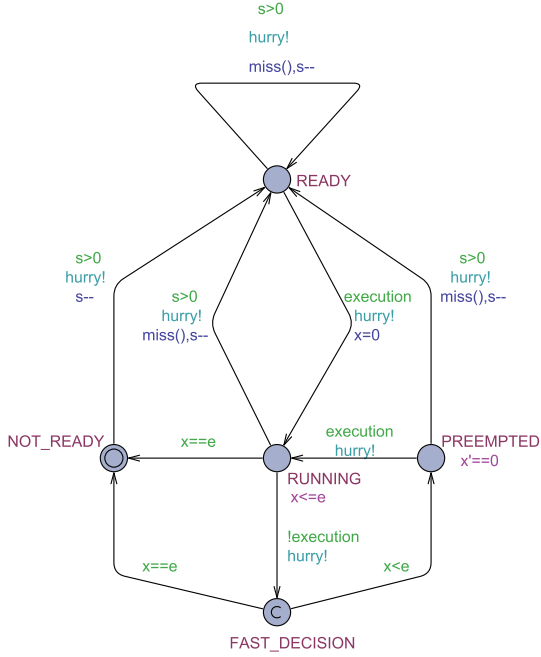 s>0
hurry!
miss(),s--
READY
s>0
hurry!
s--
s>0
hurry!
miss(),s--
execution
hurry!
x=0
s>0
hurry!
miss(),s--
NOT_READY
x==e
execution
hurry!
PREEMPTED
x'==0
RUNNING
x<=e
!execution
hurry!
x==e
x<e
C
FAST_DECISION